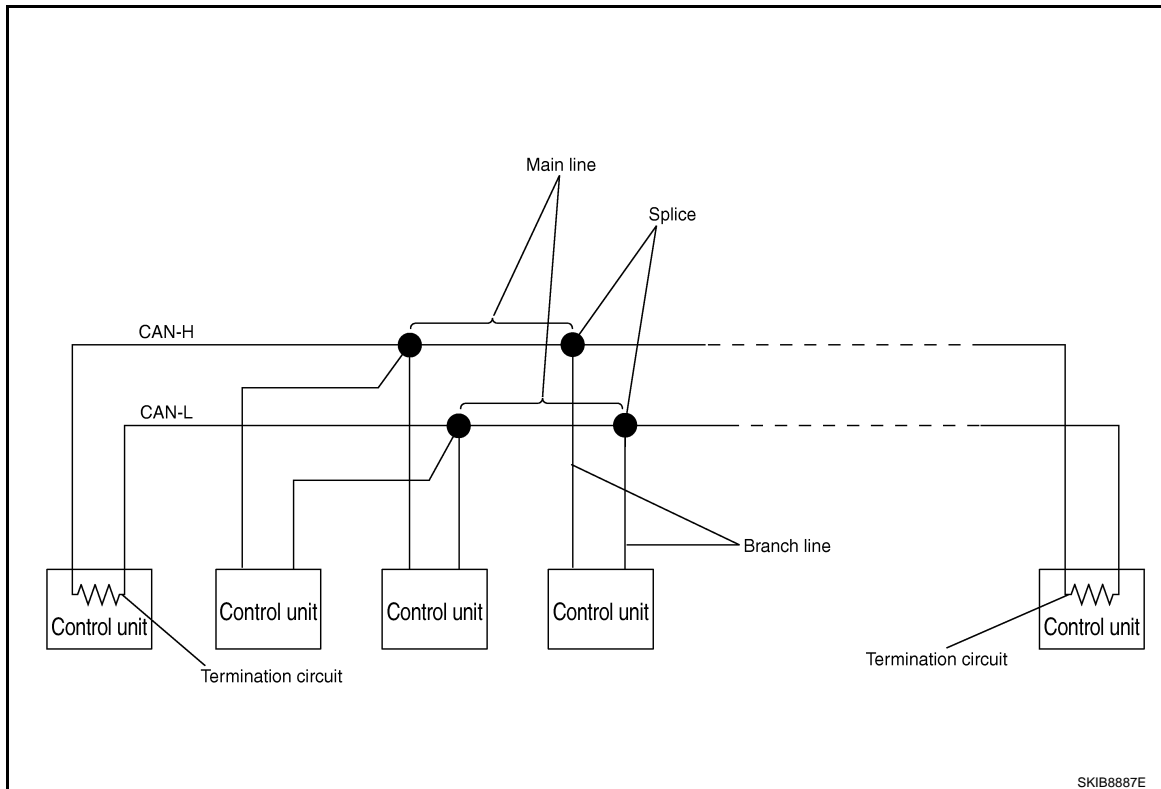 Main line
Splice
CAN-H
CAN-L
Branch line
Control unit
Control unit
Control unit
Control unit
Control unit
Termination circuit
Termination circuit
SKIB8887E